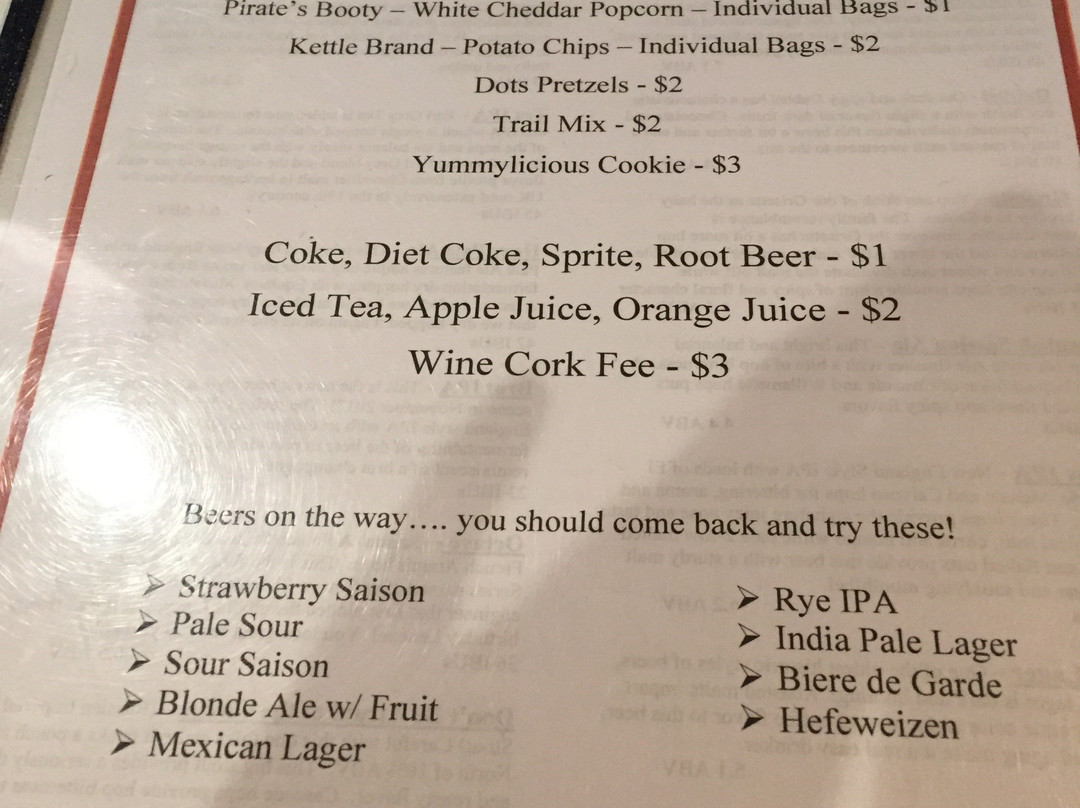 Pirate's Booty – White Cheddar Popcorn – Individual Bags - $1
Kettle Brand – Potato Chips – Individual Bags - $2
Dots Pretzels - $2
Trail Mix - $2
Yummylicious Cookie - $3
Coke, Diet Coke, Sprite, Root Beer - $1
Iced Tea, Apple Juice, Orange Juice - $2
Wine Cork Fee - $3
Beers on the way…. you should come back and try these!
➢ Strawberry Saison
➢ Pale Sour
➢ Sour Saison
➢ Blonde Ale w/ Fruit
➢ Mexican Lager
➢ Rye IPA
➢ India Pale Lager
➢ Biere de Garde
➢ Hefeweizen